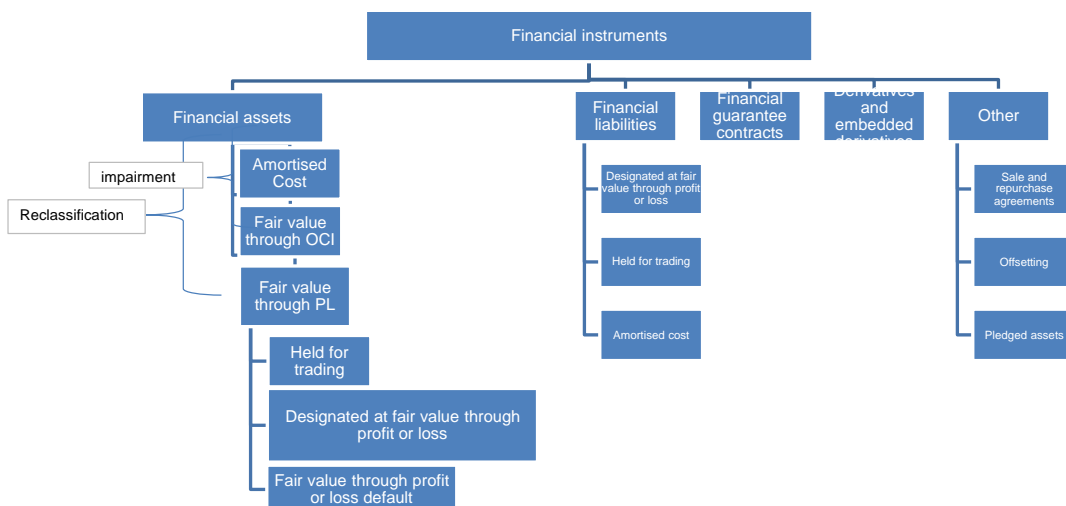 Financial instruments
Financial assets
impairment
Reclassification
Amortised
Cost
Fair value
through OCI
Fair value
through PL
Held for
trading
Designated at fair value through
profit or loss
Fair value through profit
or loss default
Financial
liabilities
Designated at fair
value through profit
or loss
Held for trading
Amortised cost
Financial
guarantee
contracts
Derivatives
and
embedded
derivatives
Other
Sale and
repurchase
agreements
Offsetting
Pledged assets